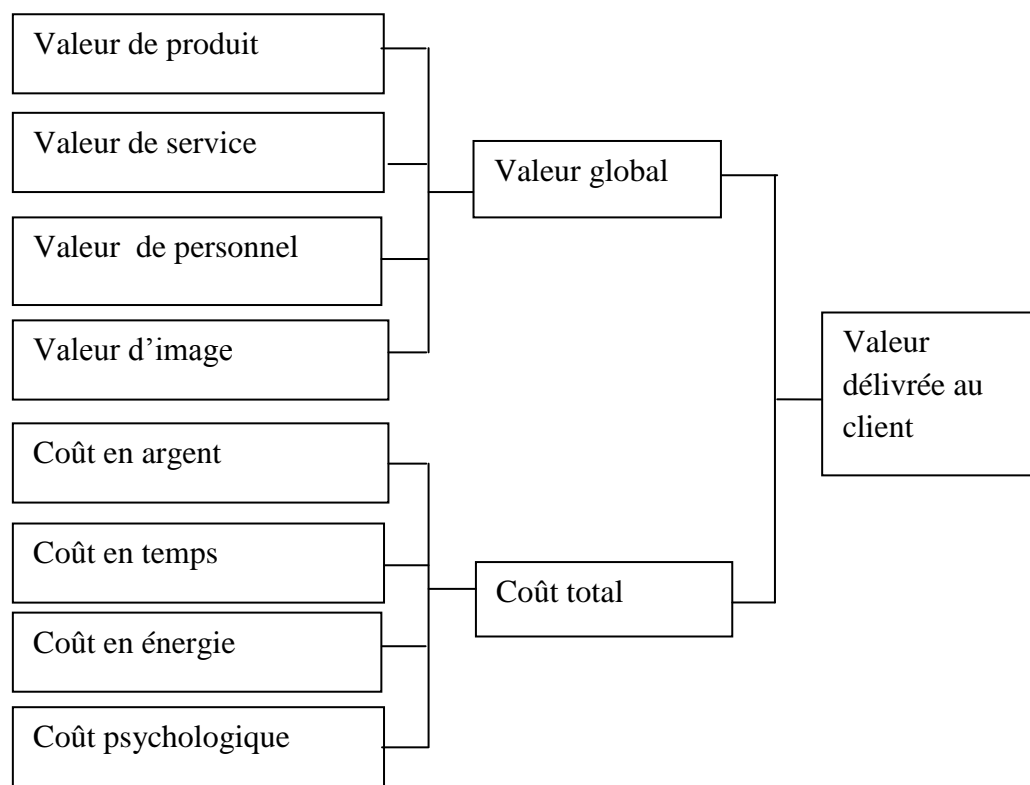 Valeur de produit
Valeur de service
Valeur  de personnel
Valeur d’image
Coût en argent
Coût en temps
Coût en énergie
Coût psychologique
Valeur global
Coût total
Valeur
délivrée au
client